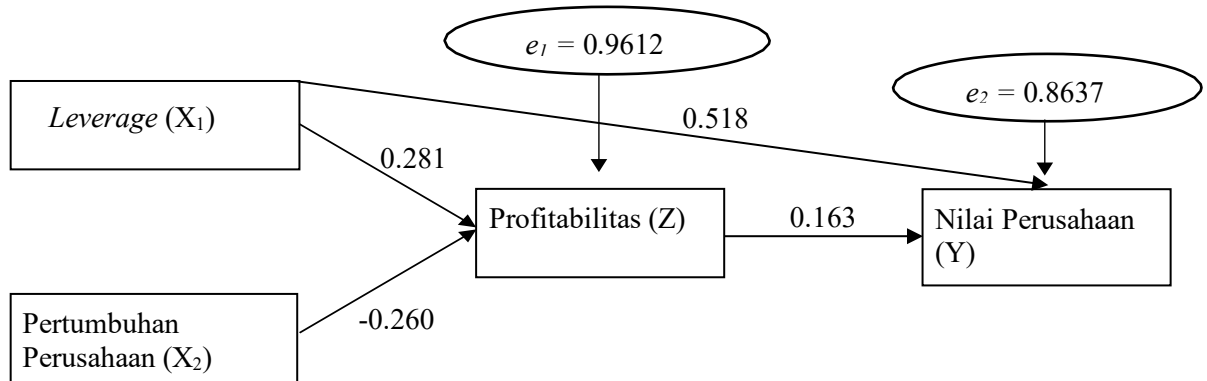 e₁ = 0.9612
e₂ = 0.8637
Leverage (X₁)
0.518
0.281
Profitabilitas (Z)
0.163
Nilai Perusahaan
(Y)
-0.260
Pertumbuhan
Perusahaan (X₂)